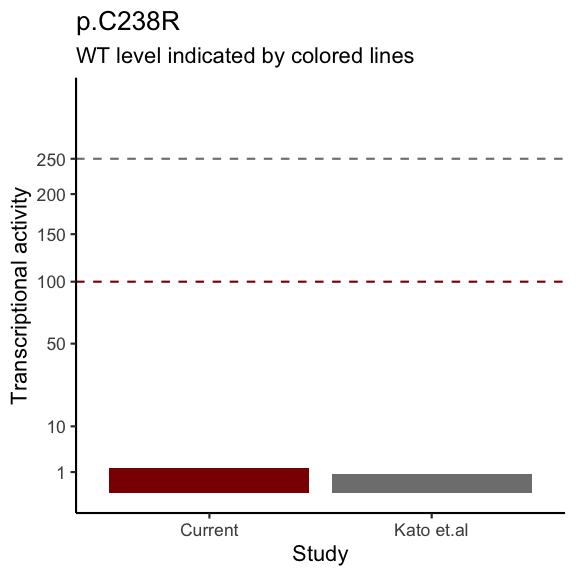 p.C238R
WT level indicated by colored lines
250
200
150
100
50
10
1
Transcriptional activity
Current
Kato et.al
Study